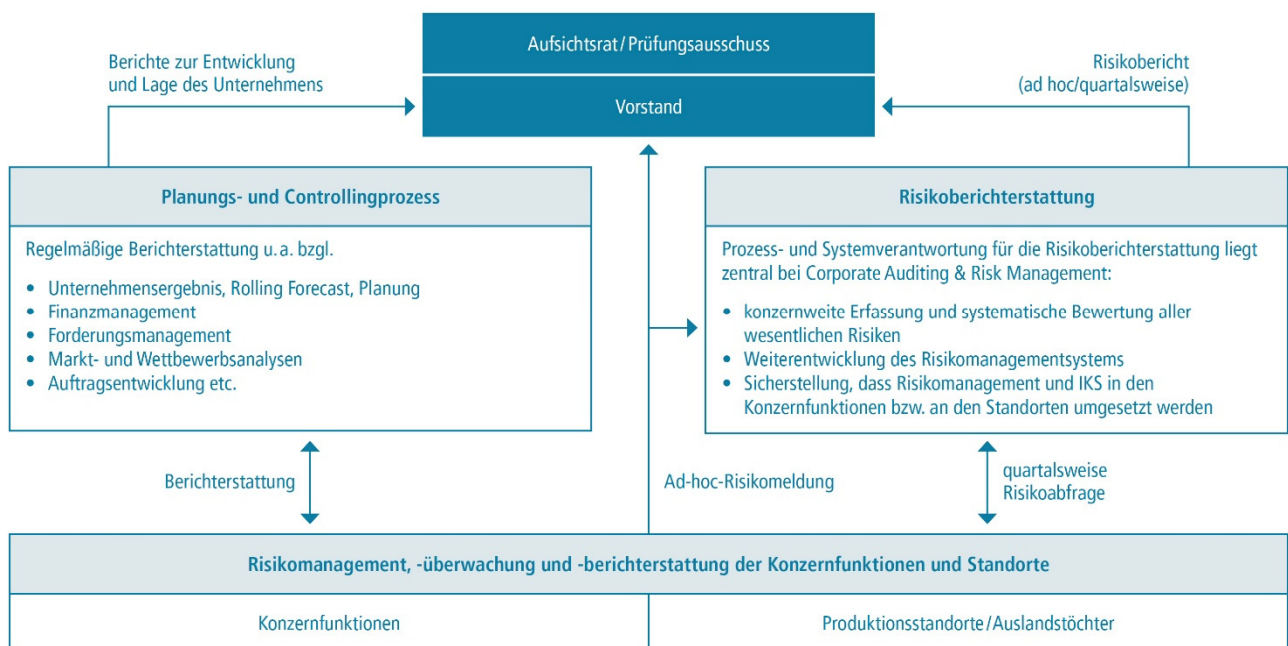 Aufsichtsrat/Prüfungsausschuss
Vorstand
Berichte zur Entwicklung
und Lage des Unternehmens
Risikobericht
(ad hoc/quartalsweise)
Planungs- und Controllingprozess
Regelmäßige Berichterstattung u. a. bzgl.
• Unternehmensergebnis, Rolling Forecast, Planung
• Finanzmanagement
• Forderungsmanagement
• Markt- und Wettbewerbsanalysen
• Auftragsentwicklung etc.
Risikoberichterstattung
Prozess- und Systemverantwortung für die Risikoberichterstattung liegt
zentral bei Corporate Auditing & Risk Management:
• konzernweite Erfassung und systematische Bewertung aller
wesentlichen Risiken
• Weiterentwicklung des Risikomanagementsystems
• Sicherstellung, dass Risikomanagement und IKS in den
Konzernfunktionen bzw. an den Standorten umgesetzt werden
Berichterstattung
Ad-hoc-Risikomeldung
quartalsweise
Risikoabfrage
Risikomanagement, -überwachung und -berichterstattung der Konzernfunktionen und Standorte
Konzernfunktionen
Produktionsstandorte/Auslandstöchter